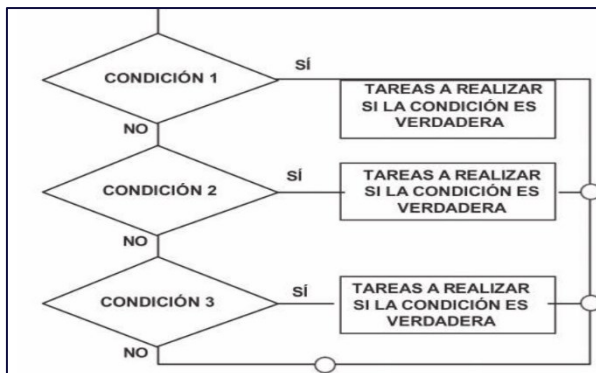 CONDICIÓN 1
SÍ
TAREAS A REALIZAR
SI LA CONDICIÓN ES
VERDADERA
NO
CONDICIÓN 2
SÍ
TAREAS A REALIZAR
SI LA CONDICIÓN ES
VERDADERA
NO
CONDICIÓN 3
SÍ
TAREAS A REALIZAR
SI LA CONDICIÓN ES
VERDADERA
NO